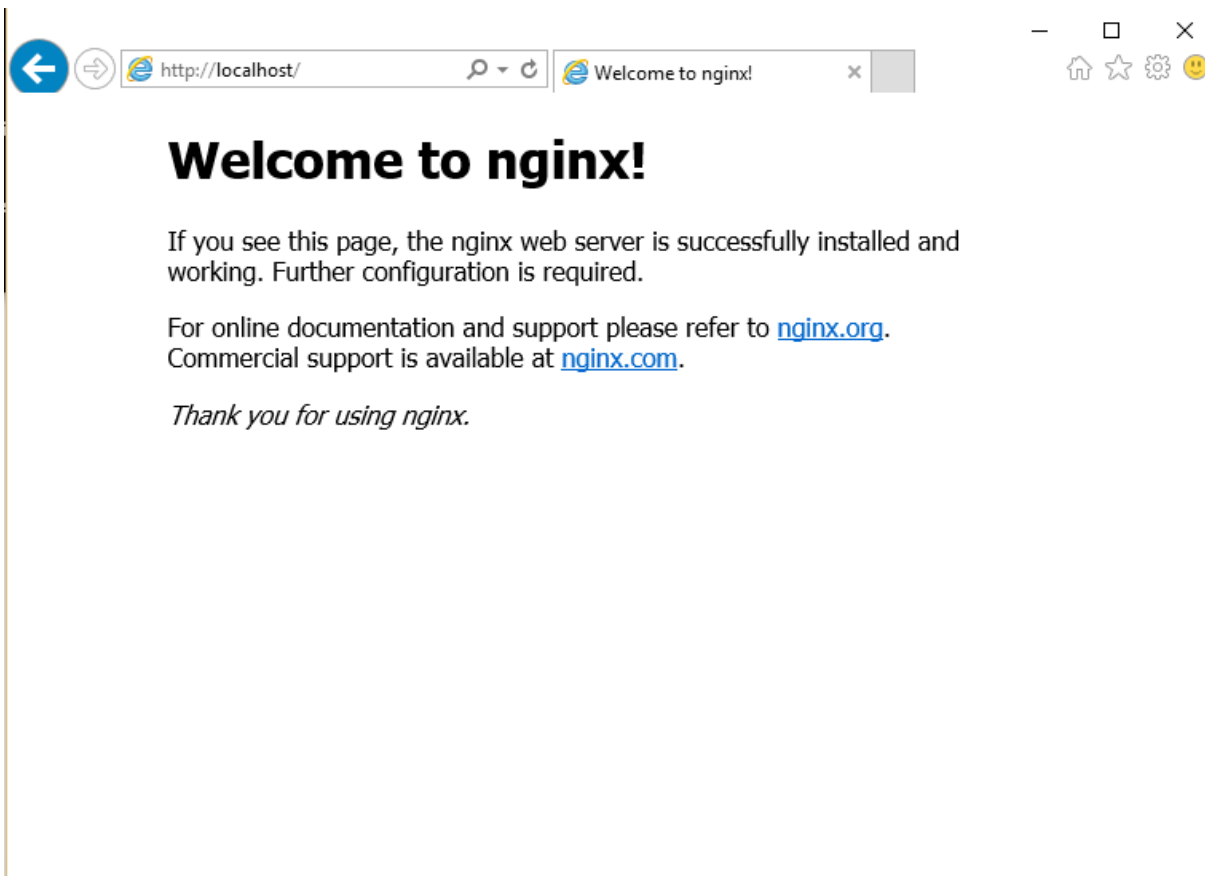 http://localhost/
Welcome to nginx!
Welcome to nginx!
If you see this page, the nginx web server is successfully installed and
working. Further configuration is required.
For online documentation and support please refer to nginx.org.
Commercial support is available at nginx.com.
Thank you for using nginx.